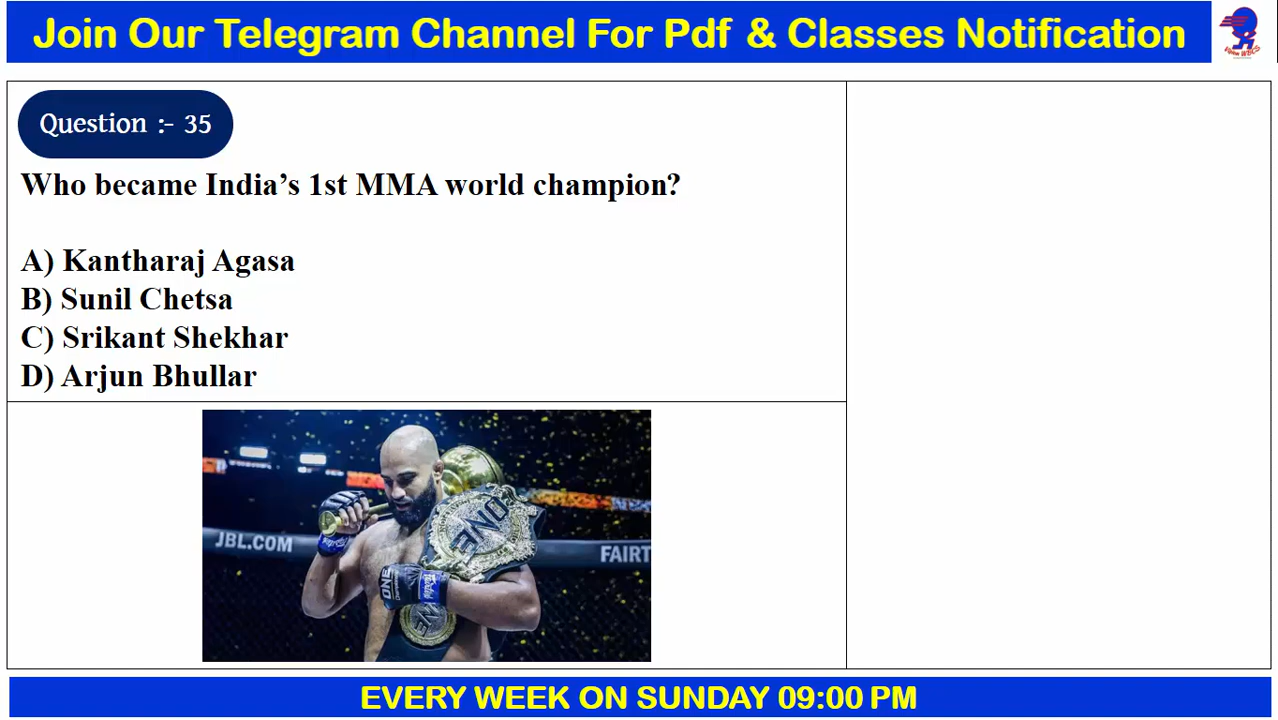 Join Our Telegram Channel For Pdf & Classes Notification
Question :- 35
Who became India’s 1st MMA world champion?
A) Kantharaj Agasa
B) Sunil Chetsa
C) Srikant Shekhar
D) Arjun Bhullar
JBL.COM
FAIRT
ONE
ONE
EVERY WEEK ON SUNDAY 09:00 PM